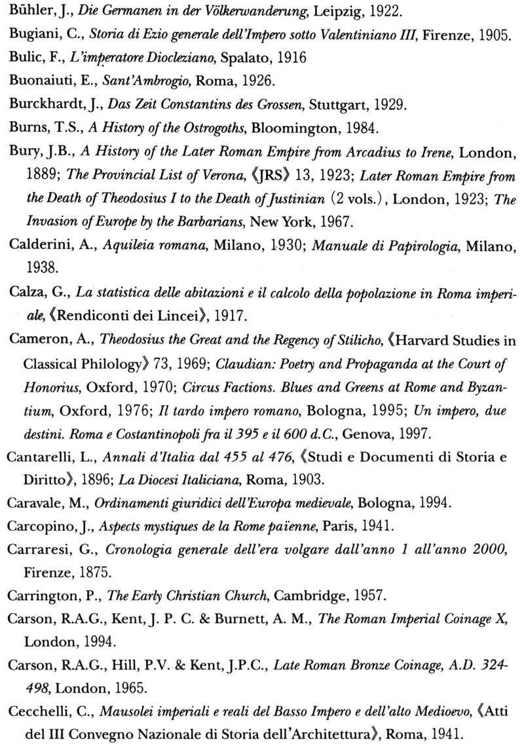 Bühler, J., Die Germanen in der Völkerwanderung, Leipzig, 1922.
Bugiani, C., Storia di Ezio generale dell'Impero sotto Valentiniano III, Firenze, 1905.
Bulic, F., L'imperatore Diocleziano, Spalato, 1916
Buonaiuti, E., Sant'Ambrogio, Roma, 1926.
Burckhardt, J., Das Zeit Constantins des Grossen, Stuttgart, 1929.
Burns, T.S., A History of the Ostrogoths, Bloomington, 1984.
Bury, J.B., A History of the Later Roman Empire from Arcadius to Irene, London,
1889; The Provincial List of Verona, 《JRS》 13, 1923; Later Roman Empire from
the Death of Theodosius I to the Death of Justinian (2 vols.), London, 1923; The
Invasion of Europe by the Barbarians, New York, 1967.
Calderini, A., Aquileia romana, Milano, 1930; Manuale di Papirologia, Milano,
1938.
Calza, G., La statistica delle abitazioni e il calcolo della popolazione in Roma imperi-
ale, 《Rendiconti dei Lincei》, 1917.
Cameron, A., Theodosius the Great and the Regency of Stilicho, 《Harvard Studies in
Classical Philology》 73, 1969; Claudian: Poetry and Propaganda at the Court of
Honorius, Oxford, 1970; Circus Factions. Blues and Greens at Rome and Byzan-
tium, Oxford, 1976; Il tardo impero romano, Bologna, 1995; Un impero, due
destini. Roma e Costantinopoli fra il 395 e il 600 d.C., Genova, 1997.
Cantarelli, L., Annali d'Italia dal 455 al 476, 《Studi e Documenti di Storia e
Diritto》, 1896; La Diocesi Italiciana, Roma, 1903.
Caravale, M., Ordinamenti giuridici dell'Europa medievale, Bologna, 1994.
Carcopino, J., Aspects mystiques de la Rome païenne, Paris, 1941.
Carraresi, G., Cronologia generale dell'era volgare dall'anno 1 all'anno 2000,
Firenze, 1875.
Carrington, P., The Early Christian Church, Cambridge, 1957.
Carson, R.A.G., Kent, J. P. C. & Burnett, A. M., The Roman Imperial Coinage X,
London, 1994.
Carson, R.A.G., Hill, P.V. & Kent, J.P.C., Late Roman Bronze Coinage, A.D. 324-
498, London, 1965.
Cecchelli, C., Mausolei imperiali e reali del Basso Impero e dell'alto Medioevo, 《Atti
del III Convegno Nazionale di Storia dell'Architettura》, Roma, 1941.